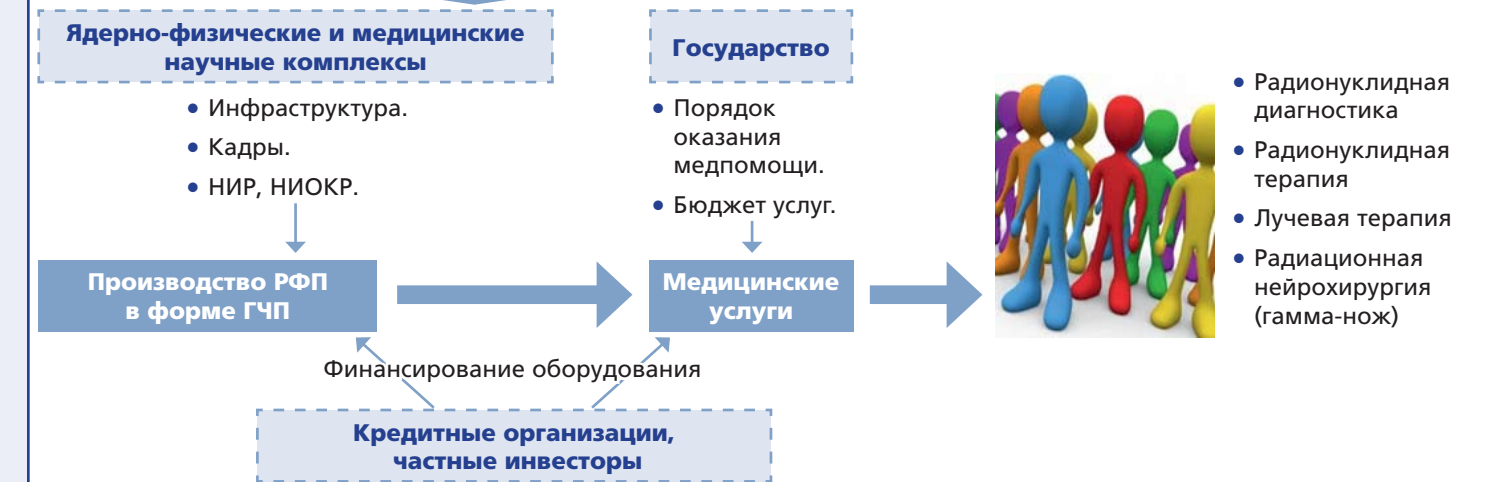 Ядерно-физические и медицинские
научные комплексы
• Инфраструктура.
• Кадры.
• НИР, НИОКР.
Государство
• Порядок
оказания
медпомощи.
• Бюджет услуг.
Производство РФП
в форме ГЧП
Медицинские
услуги
• Радионуклидная
диагностика
• Радионуклидная
терапия
• Лучевая терапия
• Радиационная
нейрохирургия
(гамма-нож)
Финансирование оборудования
Кредитные организации,
частные инвесторы